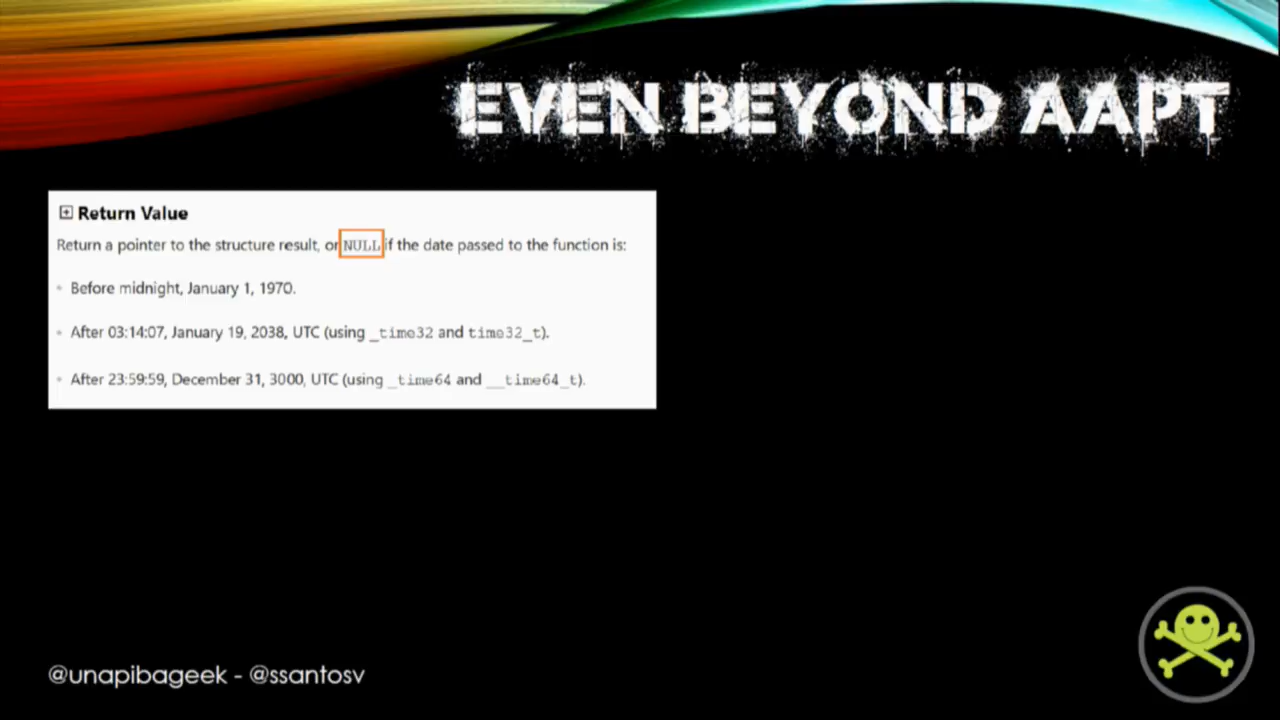 EVEN BEYOND AAPT
Return Value
Return a pointer to the structure result, or NULL if the date passed to the function is:
Before midnight, January 1, 1970.
After 03:14:07, January 19, 2038, UTC (using _time32 and time32_t).
After 23:59:59, December 31, 3000, UTC (using _time64 and __time64_t).
@unapibageek - @ssantosv